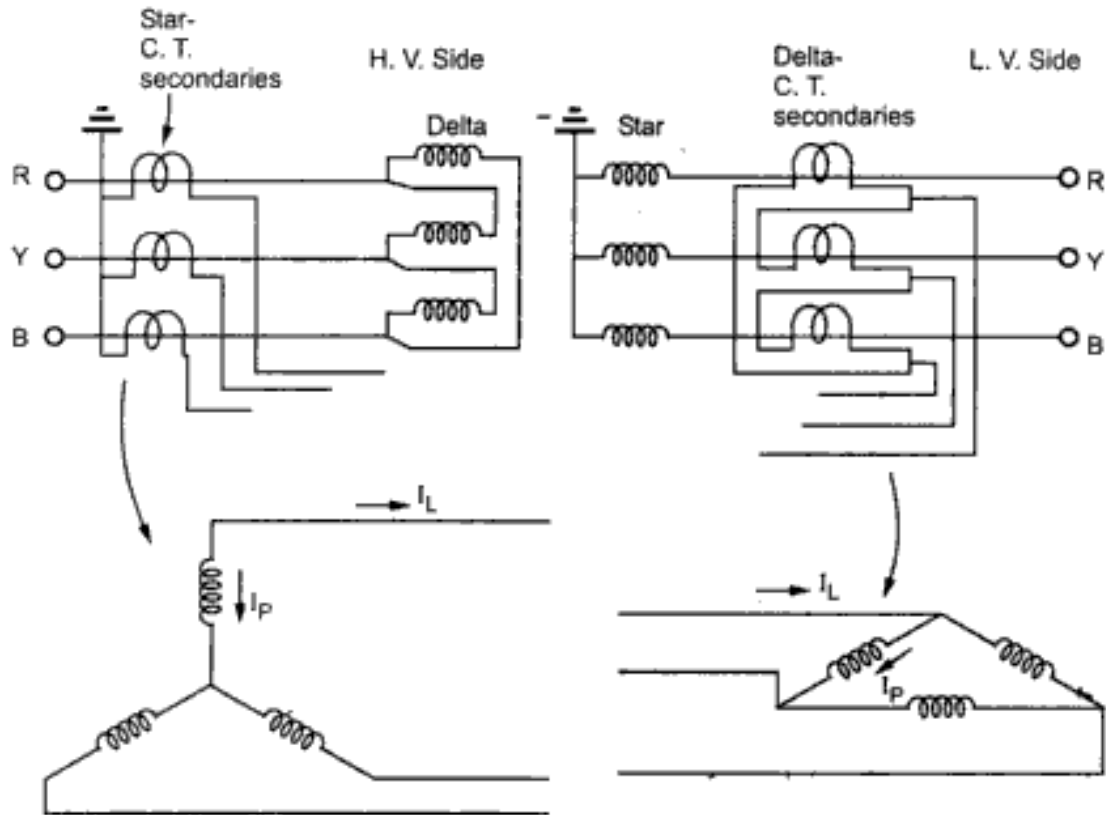 Star-
C. T.
secondaries
H. V. Side
Delta
R
Y
B
Delta-
C. T.
secondaries
L. V. Side
Star
R
Y
B
I_L
I_P
I_L
I_P